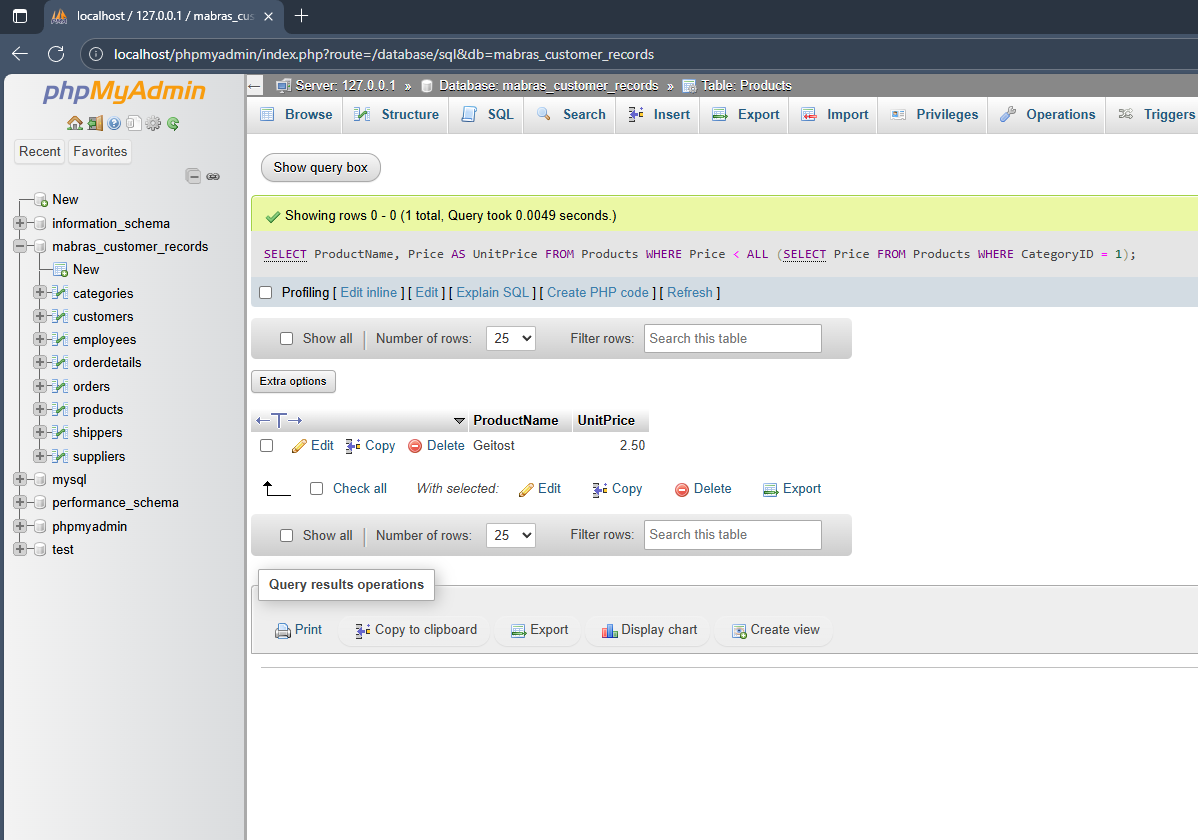 localhost / 127.0.0.1 / mabras_cus
localhost/phpmyadmin/index.php?route=/database/sql&db=mabras_customer_records
phpMyAdmin
Recent Favorites
New
information_schema
mabras_customer_records
New
categories
customers
employees
orderdetails
orders
products
shippers
suppliers
mysql
performance_schema
phpmyadmin
test
Server: 127.0.0.1 » Database: mabras_customer_records » Table: Products
Browse Structure SQL Search Insert Export Import Privileges Operations Triggers
Show query box
Showing rows 0 - 0 (1 total, Query took 0.0049 seconds.)
SELECT ProductName, Price AS UnitPrice FROM Products WHERE Price < ALL (SELECT Price FROM Products WHERE CategoryID = 1);
Profiling [ Edit inline ] [ Edit ] [ Explain SQL ] [ Create PHP code ] [ Refresh ]
Show all Number of rows: 25 Filter rows: Search this table
Extra options
←T→ ProductName UnitPrice
Edit Copy Delete Geitost 2.50
Check all With selected: Edit Copy Delete Export
Show all Number of rows: 25 Filter rows: Search this table
Query results operations
Print Copy to clipboard Export Display chart Create view